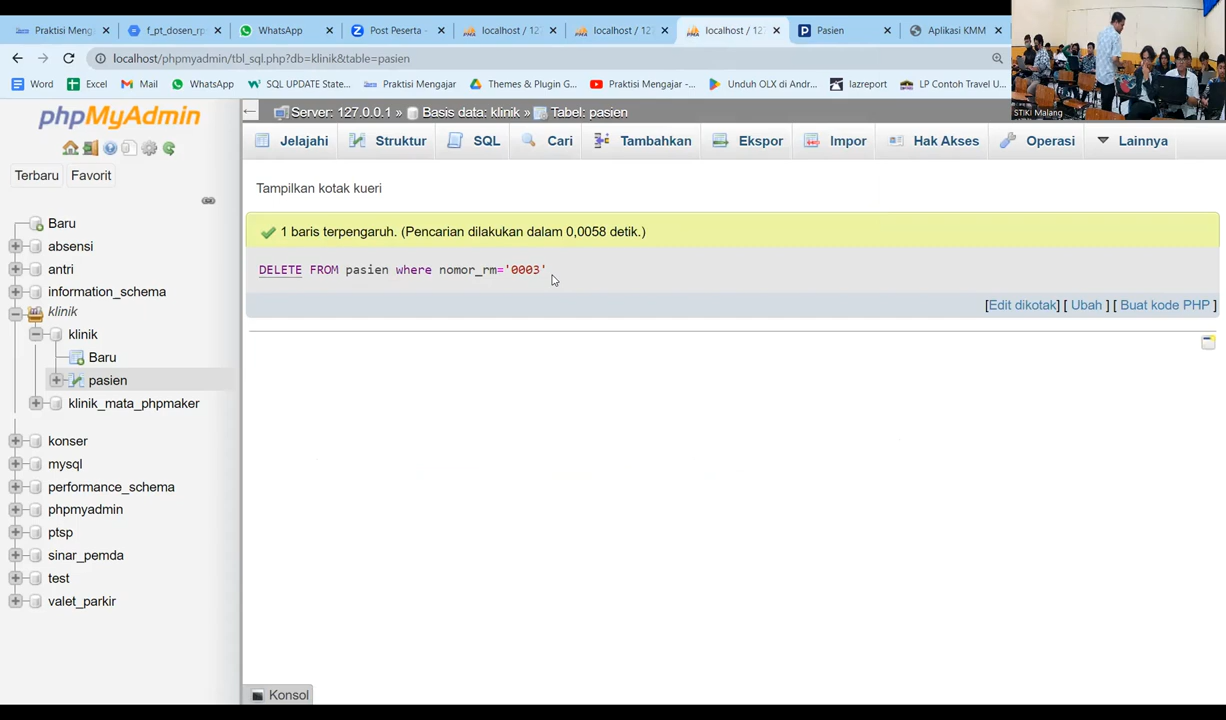 Praktisi Meng
f_pt_dosen_rp
WhatsApp
Post Peserta -
localhost / 12
localhost / 12
localhost / 12
Pasien
Aplikasi KMM
localhost/phpmyadmin/tbl_sql.php?db=klinik&table=pasien
Word
Excel
Mail
WhatsApp
SQL UPDATE State...
Praktisi Mengajar
Themes & Plugin G...
Praktisi Mengajar -...
Unduh OLX di Andr...
lazreport
LP Contoh Travel U...
STIKI Malang
phpMyAdmin
Terbaru
Favorit
Baru
absensi
antri
information_schema
klinik
klinik
Baru
pasien
klinik_mata_phpmaker
konser
mysql
performance_schema
phpmyadmin
ptsp
sinar_pemda
test
valet_parkir
Server: 127.0.0.1 » Basis data: klinik » Tabel: pasien
Jelajahi
Struktur
SQL
Cari
Tambahkan
Ekspor
Impor
Hak Akses
Operasi
Lainnya
Tampilkan kotak kueri
1 baris terpengaruh. (Pencarian dilakukan dalam 0,0058 detik.)
DELETE FROM pasien where nomor_rm='0003'
[Edit dikotak] [ Ubah ] [ Buat kode PHP ]
Konsol